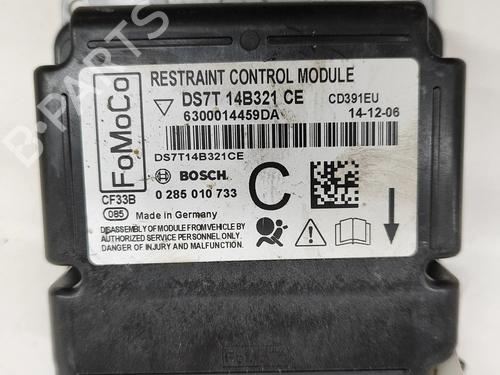 B-PARTS
RESTRAINT CONTROL MODULE
FoMoCo
DS7T 14B321 CE
CD391EU
6300014459DA
14-12-06
DS7T14B321CE
BOSCH
C
CF33B
0 285 010 733
085
Made in Germany
DISASSEMBLY OF MODULE FROM VEHICLE BY
AUTHORIZED SERVICE PERSONNEL ONLY.
DANGER OF INJURY AND MALFUNCTION.
FoMoCo